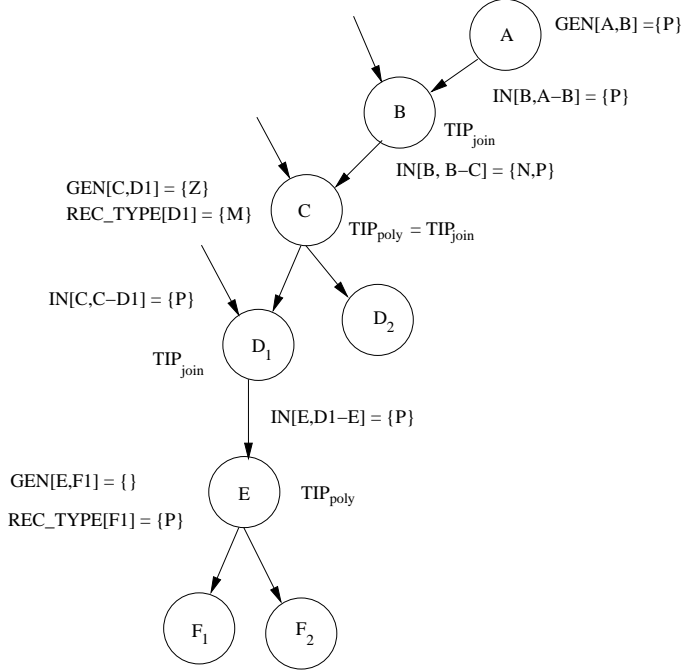 A
GEN[A,B] ={P}
IN[B,A−B] = {P}
B
TIPjoin
IN[B, B−C] = {N,P}
GEN[C,D1] = {Z}
REC_TYPE[D1] = {M}
C
TIPpoly = TIPjoin
IN[C,C−D1] = {P}
D1
D2
TIPjoin
IN[E,D1−E] = {P}
GEN[E,F1] = {}
E
TIPpoly
REC_TYPE[F1] = {P}
F1
F2